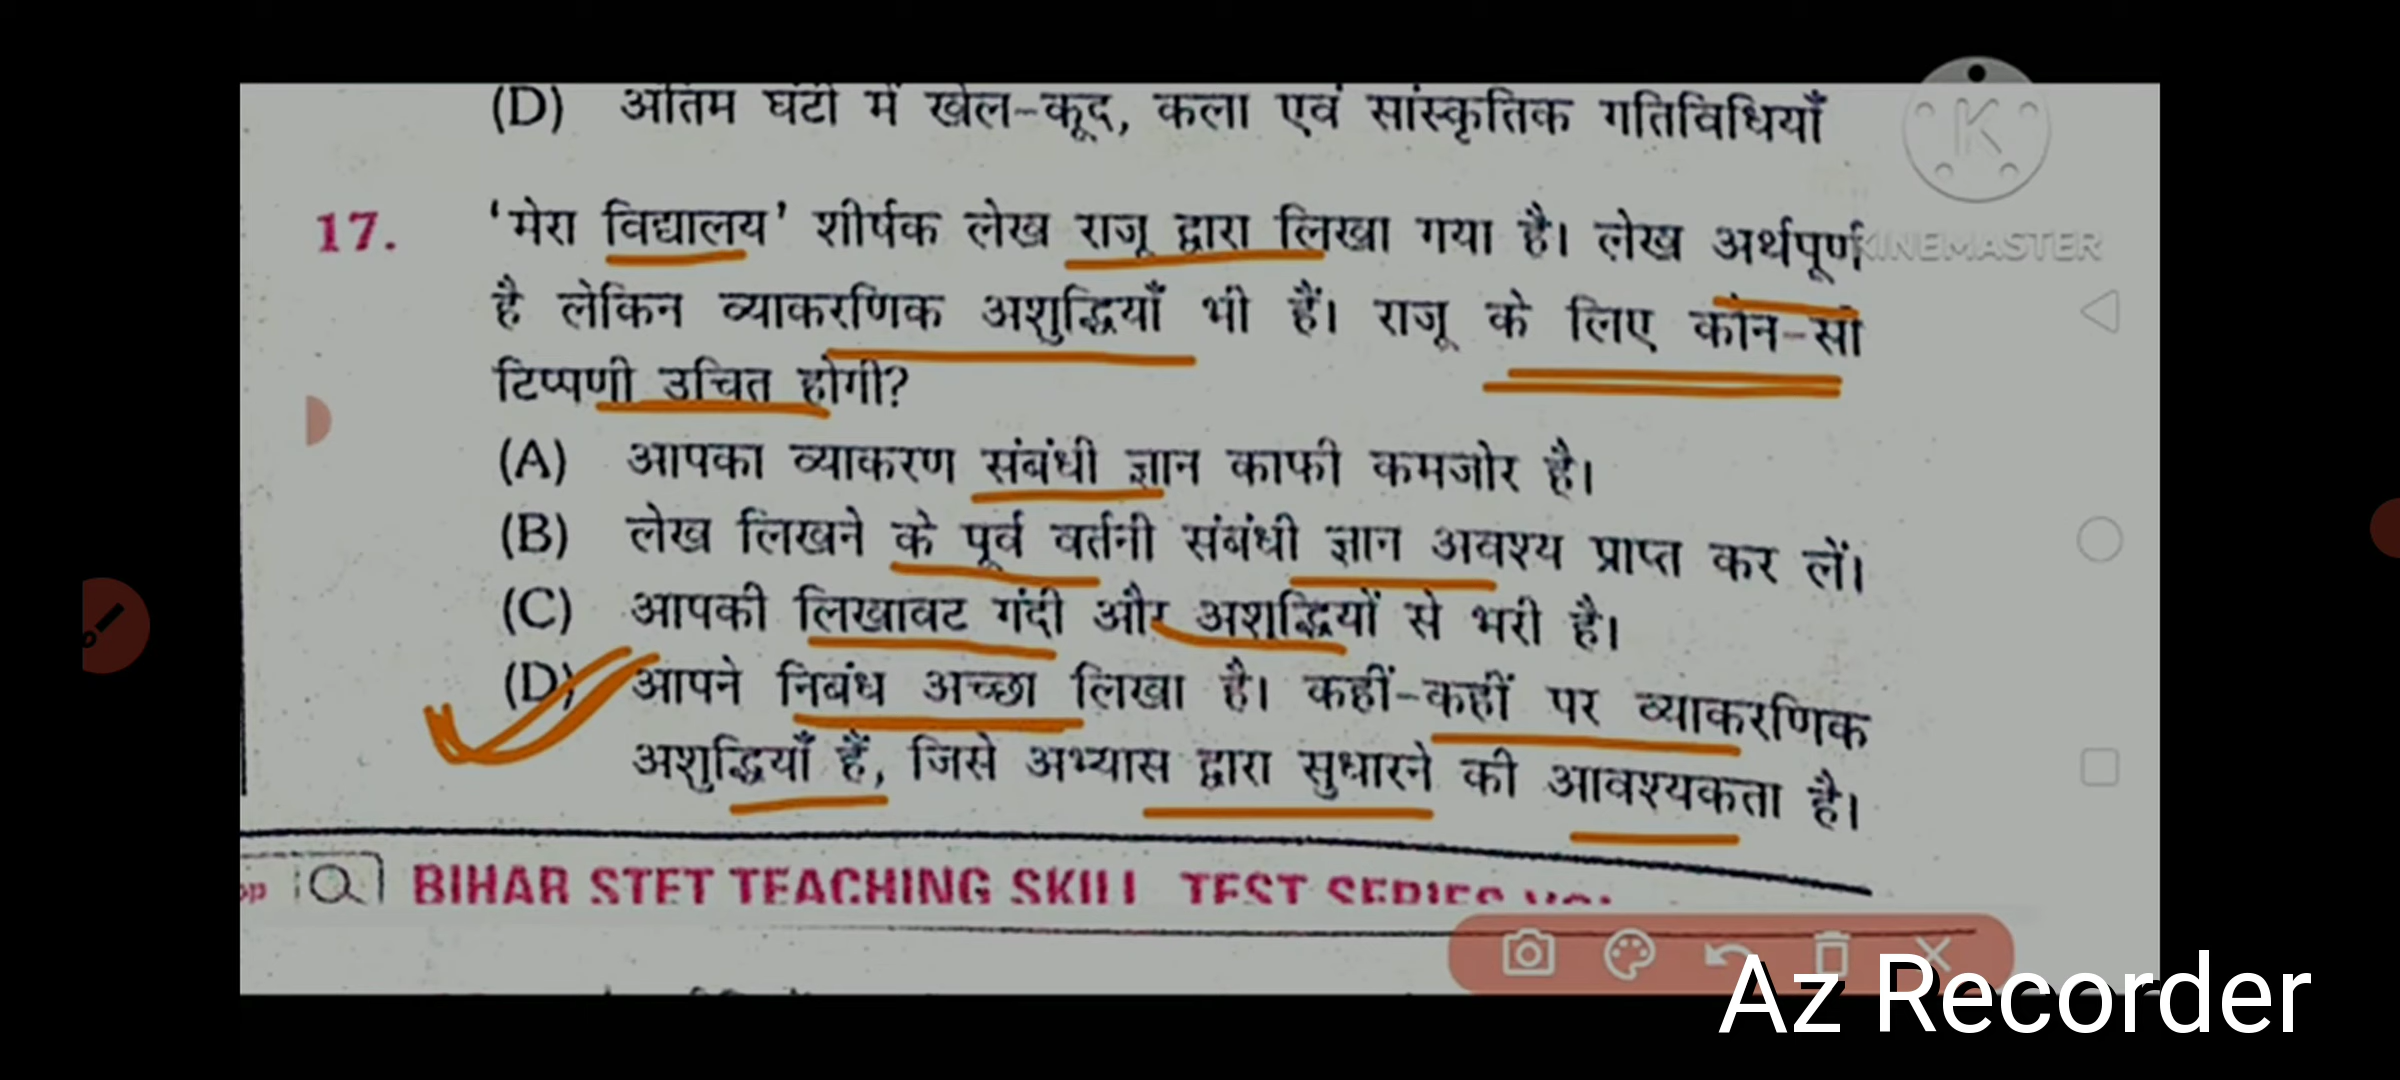 (D) अंतिम घंटी में खेल-कूद, कला एवं सांस्कृतिक गतिविधियाँ
17. 'मेरा विद्यालय' शीर्षक लेख राजू द्वारा लिखा गया है। लेख अर्थपूर्ण
KINEMASTER
है लेकिन व्याकरणिक अशुद्धियाँ भी हैं। राजू के लिए कौन-सी
टिप्पणी उचित होगी?
(A) आपका व्याकरण संबंधी ज्ञान काफी कमजोर है।
(B) लेख लिखने के पूर्व वर्तनी संबंधी ज्ञान अवश्य प्राप्त कर लें।
(C) आपकी लिखावट गंदी और अशुद्धियों से भरी है।
(D) आपने निबंध अच्छा लिखा है। कहीं-कहीं पर व्याकरणिक
अशुद्धियाँ हैं, जिसे अभ्यास द्वारा सुधारने की आवश्यकता है।
BIHAR STET TEACHING SKILL TEST SERIES
Az Recorder